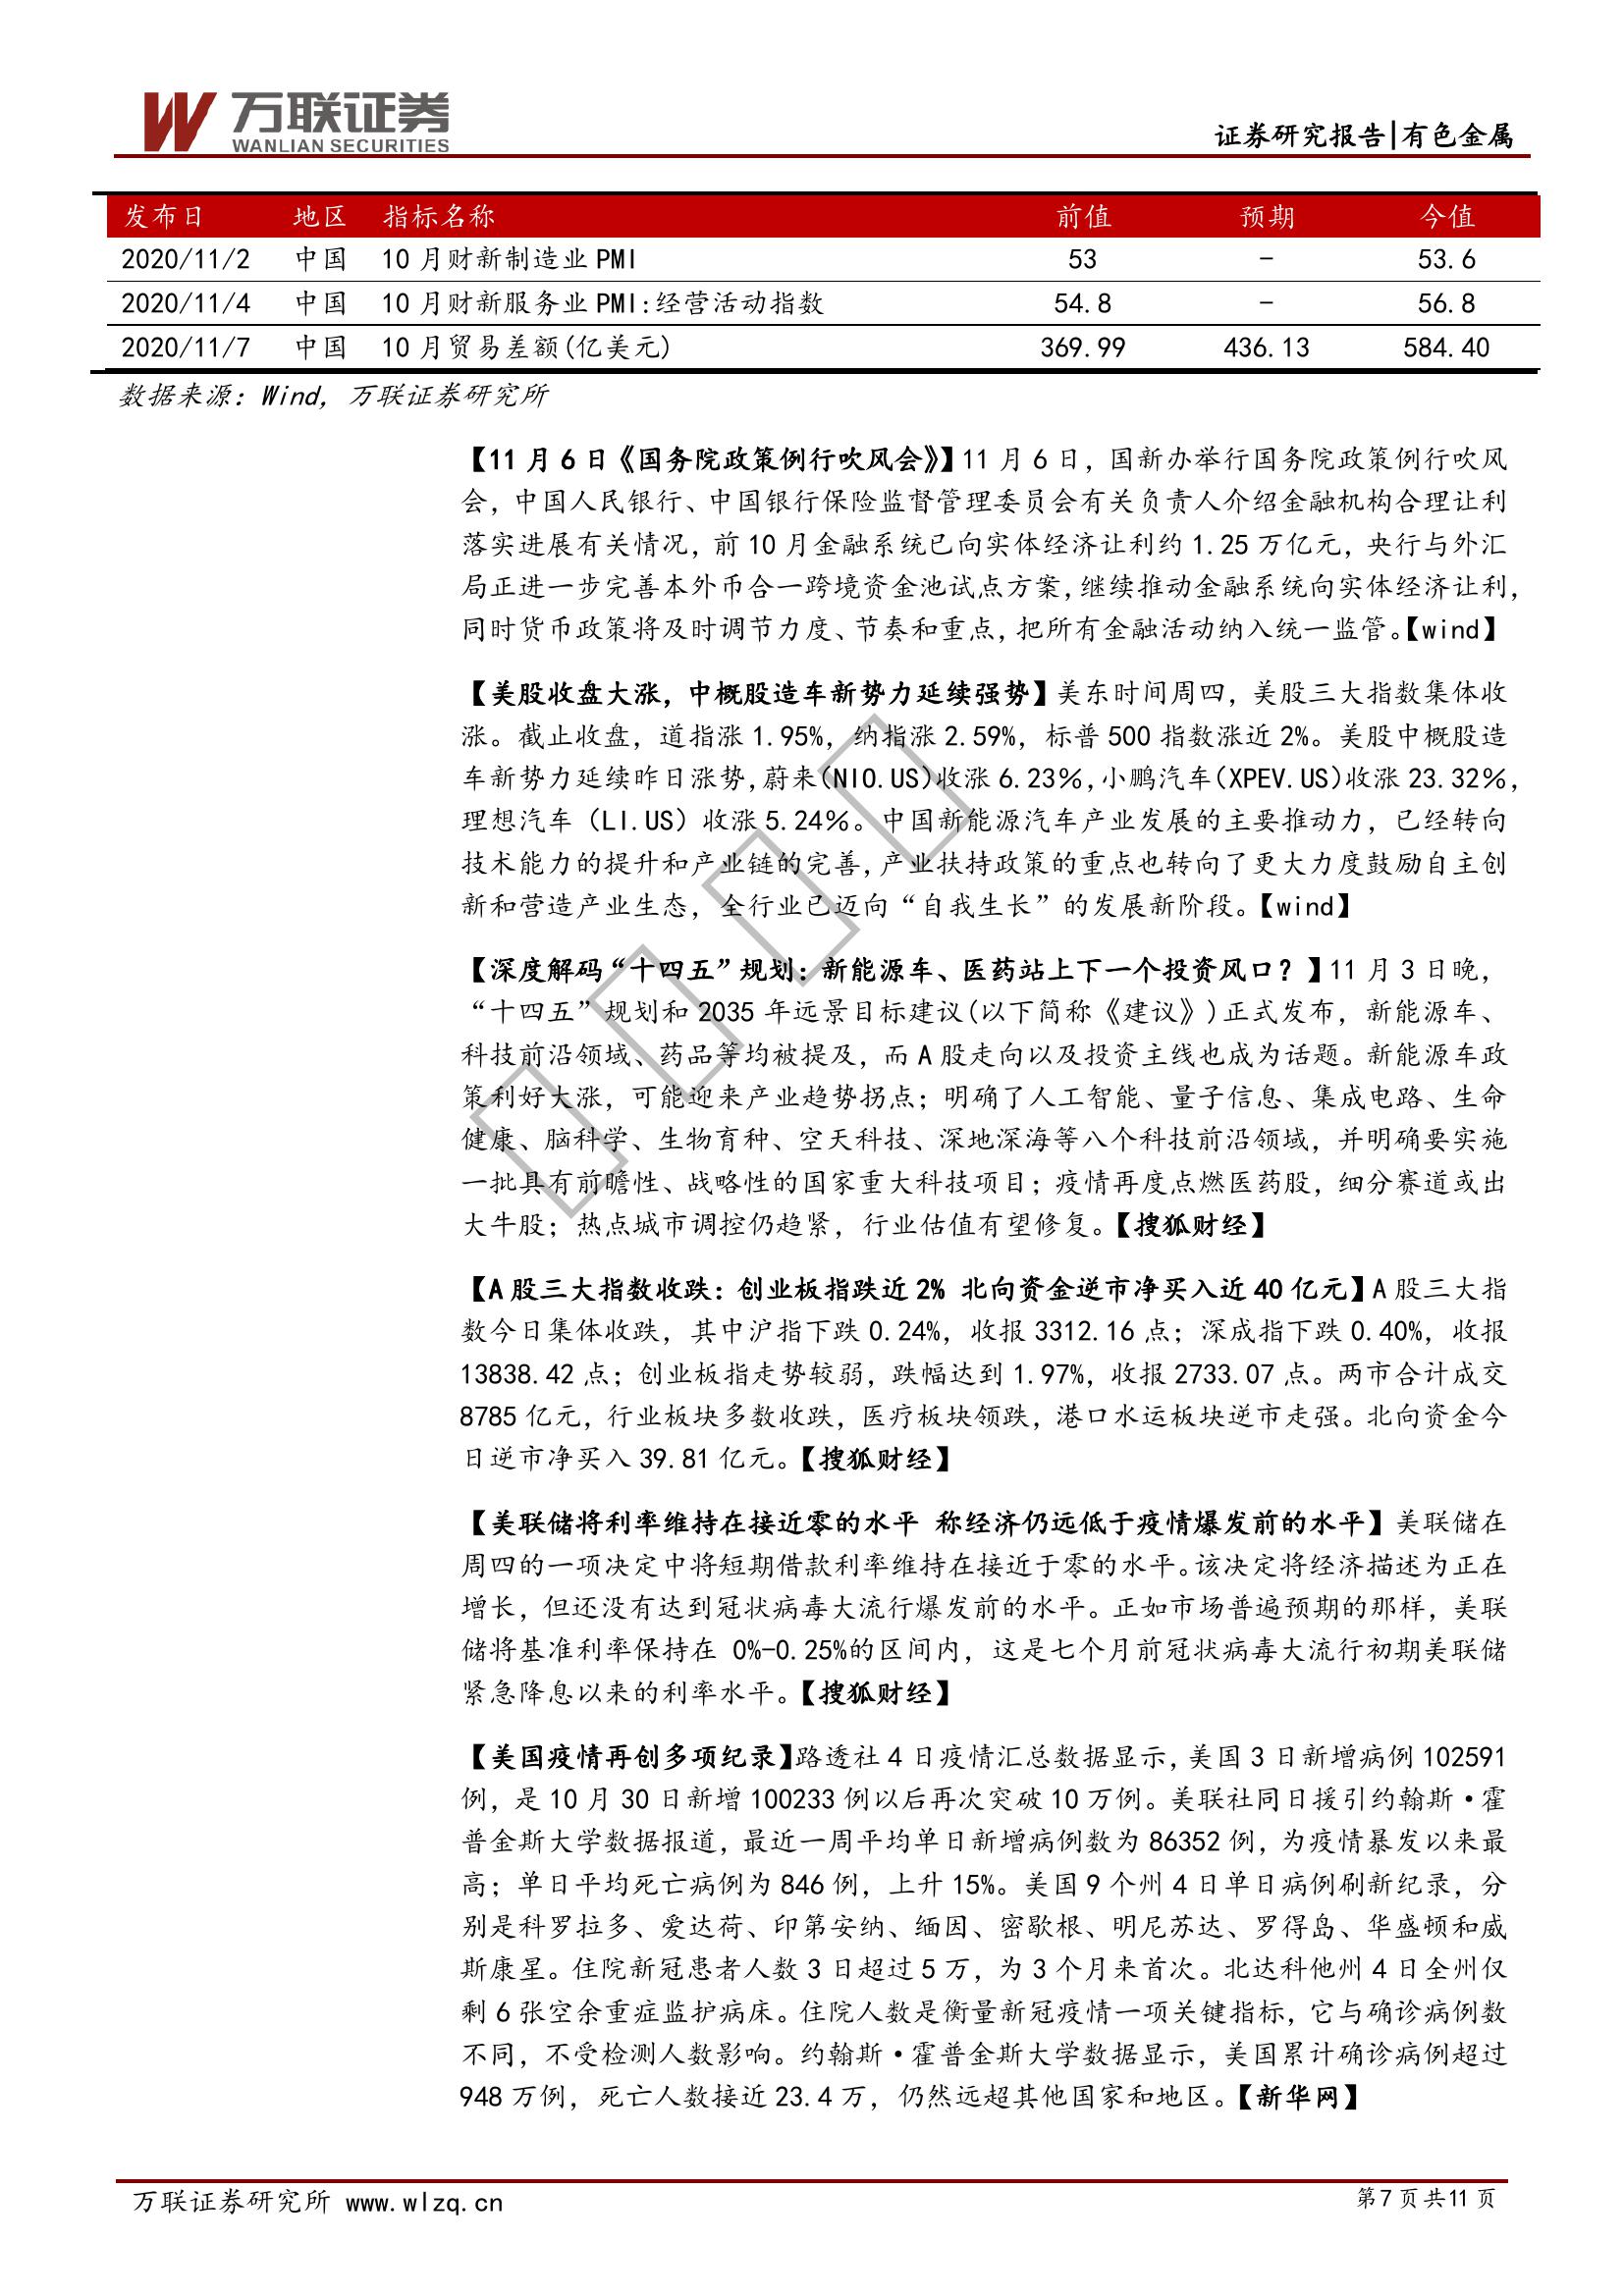 万联证券
WANLIAN SECURITIES
证券研究报告|有色金属
发布日 地区 指标名称 前值 预期 今值
2020/11/2 中国 10 月财新制造业 PMI 53 - 53.6
2020/11/4 中国 10 月财新服务业 PMI:经营活动指数 54.8 - 56.8
2020/11/7 中国 10 月贸易差额(亿美元) 369.99 436.13 584.40
数据来源：Wind，万联证券研究所
【11 月 6 日《国务院政策例行吹风会》】11 月 6 日，国新办举行国务院政策例行吹风
会，中国人民银行、中国银行保险监督管理委员会有关负责人介绍金融机构合理让利
落实进展有关情况，前 10 月金融系统已向实体经济让利约 1.25 万亿元，央行与外汇
局正进一步完善本外币合一跨境资金池试点方案，继续推动金融系统向实体经济让利，
同时货币政策将及时调节力度、节奏和重点，把所有金融活动纳入统一监管。【wind】
【美股收盘大涨，中概股造车新势力延续强势】美东时间周四，美股三大指数集体收
涨。截止收盘，道指涨 1.95%，纳指涨 2.59%，标普 500 指数涨近 2%。美股中概股造
车新势力延续昨日涨势，蔚来（NIO.US）收涨 6.23%，小鹏汽车（XPEV.US）收涨 23.32%，
理想汽车（LI.US）收涨 5.24%。中国新能源汽车产业发展的主要推动力，已经转向
技术能力的提升和产业链的完善，产业扶持政策的重点也转向了更大力度鼓励自主创
新和营造产业生态，全行业已迈向“自我生长”的发展新阶段。【wind】
【深度解码“十四五”规划：新能源车、医药站上下一个投资风口？】11 月 3 日晚，
“十四五”规划和 2035 年远景目标建议(以下简称《建议》)正式发布，新能源车、
科技前沿领域、药品等均被提及，而 A 股走向以及投资主线也成为话题。新能源车政
策利好大涨，可能迎来产业趋势拐点；明确了人工智能、量子信息、集成电路、生命
健康、脑科学、生物育种、空天科技、深地深海等八个科技前沿领域，并明确要实施
一批具有前瞻性、战略性的国家重大科技项目；疫情再度点燃医药股，细分赛道或出
大牛股；热点城市调控仍趋紧，行业估值有望修复。【搜狐财经】
【A 股三大指数收跌：创业板指跌近 2% 北向资金逆市净买入近 40 亿元】A 股三大指
数今日集体收跌，其中沪指下跌 0.24%，收报 3312.16 点；深成指下跌 0.40%，收报
13838.42 点；创业板指走势较弱，跌幅达到 1.97%，收报 2733.07 点。两市合计成交
8785 亿元，行业板块多数收跌，医疗板块领跌，港口水运板块逆市走强。北向资金今
日逆市净买入 39.81 亿元。【搜狐财经】
【美联储将利率维持在接近零的水平 称经济仍远低于疫情爆发前的水平】美联储在
周四的一项决定中将短期借款利率维持在接近于零的水平。该决定将经济描述为正在
增长，但还没有达到冠状病毒大流行爆发前的水平。正如市场普遍预期的那样，美联
储将基准利率保持在 0%-0.25%的区间内，这是七个月前冠状病毒大流行初期美联储
紧急降息以来的利率水平。【搜狐财经】
【美国疫情再创多项纪录】路透社 4 日疫情汇总数据显示，美国 3 日新增病例 102591
例，是 10 月 30 日新增 100233 例以后再次突破 10 万例。美联社同日援引约翰斯·霍
普金斯大学数据报道，最近一周平均单日新增病例数为 86352 例，为疫情暴发以来最
高；单日平均死亡病例为 846 例，上升 15%。美国 9 个州 4 日单日病例刷新纪录，分
别是科罗拉多、爱达荷、印第安纳、缅因、密歇根、明尼苏达、罗得岛、华盛顿和威
斯康星。住院新冠患者人数 3 日超过 5 万，为 3 个月来首次。北达科他州 4 日全州仅
剩 6 张空余重症监护病床。住院人数是衡量新冠疫情一项关键指标，它与确诊病例数
不同，不受检测人数影响。约翰斯·霍普金斯大学数据显示，美国累计确诊病例超过
948 万例，死亡人数接近 23.4 万，仍然远超其他国家和地区。【新华网】
万联证券研究所 www.wlzq.cn
第 7 页 共 11 页